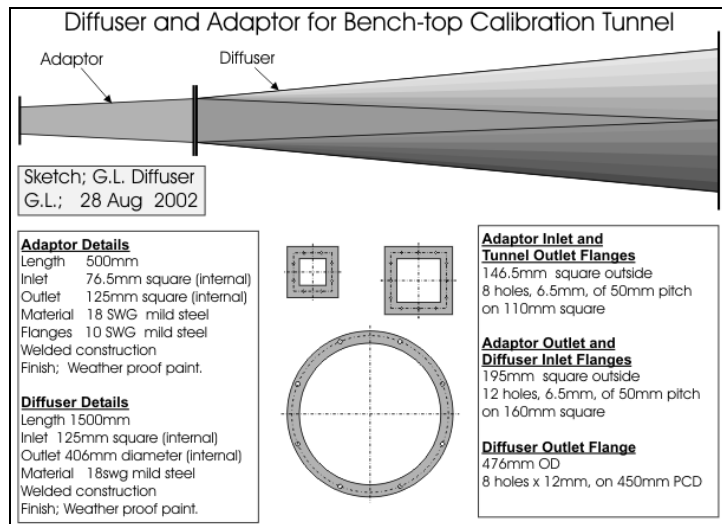 Diffuser and Adaptor for Bench-top Calibration Tunnel
Adaptor
Diffuser
Sketch; G.L. Diffuser
G.L.; 28 Aug 2002
Adaptor Details
Length 500mm
Inlet 76.5mm square (internal)
Outlet 125mm square (internal)
Material 18 SWG mild steel
Flanges 10 SWG mild steel
Welded construction
Finish; Weather proof paint.
Diffuser Details
Length 1500mm
Inlet 125mm square (internal)
Outlet 406mm diameter (internal)
Material 18swg mild steel
Welded construction
Finish; Weather proof paint.
Adaptor Inlet and
Tunnel Outlet Flanges
146.5mm square outside
8 holes, 6.5mm, of 50mm pitch
on 110mm square
Adaptor Outlet and
Diffuser Inlet Flanges
195mm square outside
12 holes, 6.5mm, of 50mm pitch
on 160mm square
Diffuser Outlet Flange
476mm OD
8 holes x 12mm, on 450mm PCD